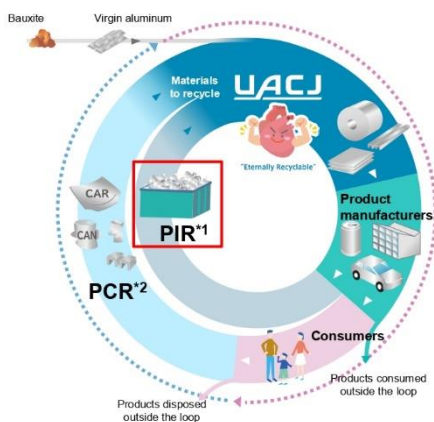 Bauxite
Virgin aluminum
Materials
to recycle
UACJ
"Eternally Recyclable"
Product
manufacturers
CAR
CAN
PIR*1
PCR*2
Consumers
Products consumed
outside the loop
Products disposed
outside the loop